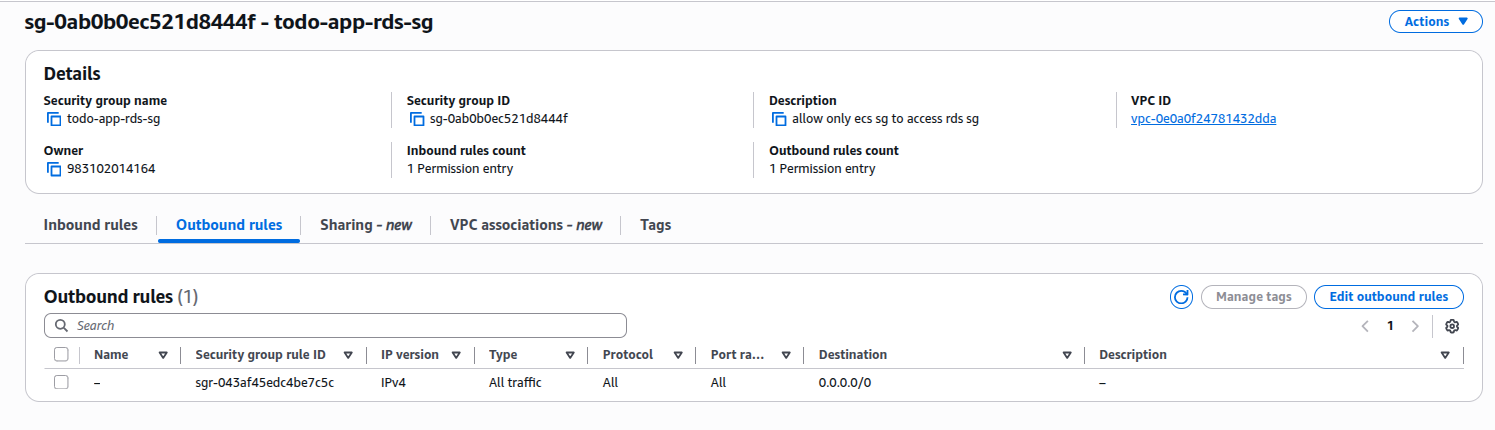 sg-0ab0b0ec521d8444f - todo-app-rds-sg
Actions
Details
Security group name
todo-app-rds-sg
Security group ID
sg-0ab0b0ec521d8444f
Description
allow only ecs sg to access rds sg
VPC ID
vpc-0e0a0f24781432dda
Owner
983102014164
Inbound rules count
1 Permission entry
Outbound rules count
1 Permission entry
Inbound rules
Outbound rules
Sharing - new
VPC associations - new
Tags
Outbound rules (1)
Manage tags
Edit outbound rules
Search
1
Name Security group rule ID IP version Type Protocol Port ra... Destination Description
– sgr-043af45edc4be7c5c IPv4 All traffic All All 0.0.0.0/0 –